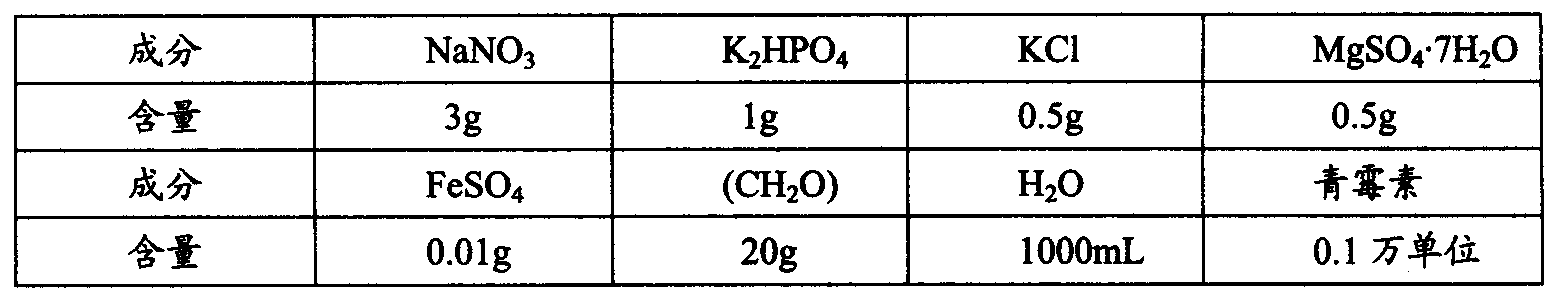 成分 NaNO₃ K₂HPO₄ KCl MgSO₄·7H₂O
含量 3g 1g 0.5g 0.5g
成分 FeSO₄ (CH₂O) H₂O 青霉素
含量 0.01g 20g 1000mL 0.1万单位